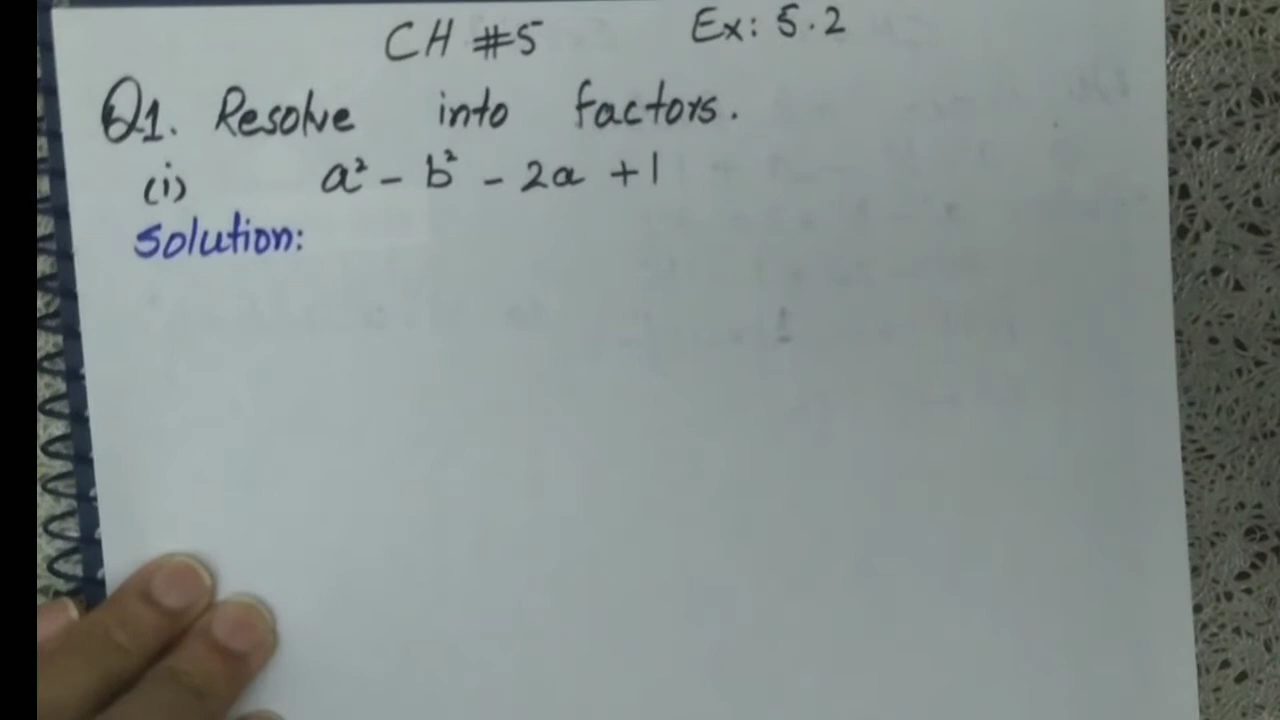 CH #5 Ex: 5.2
Q1. Resolve into factors.
(i) a² - b² - 2a + 1
Solution: